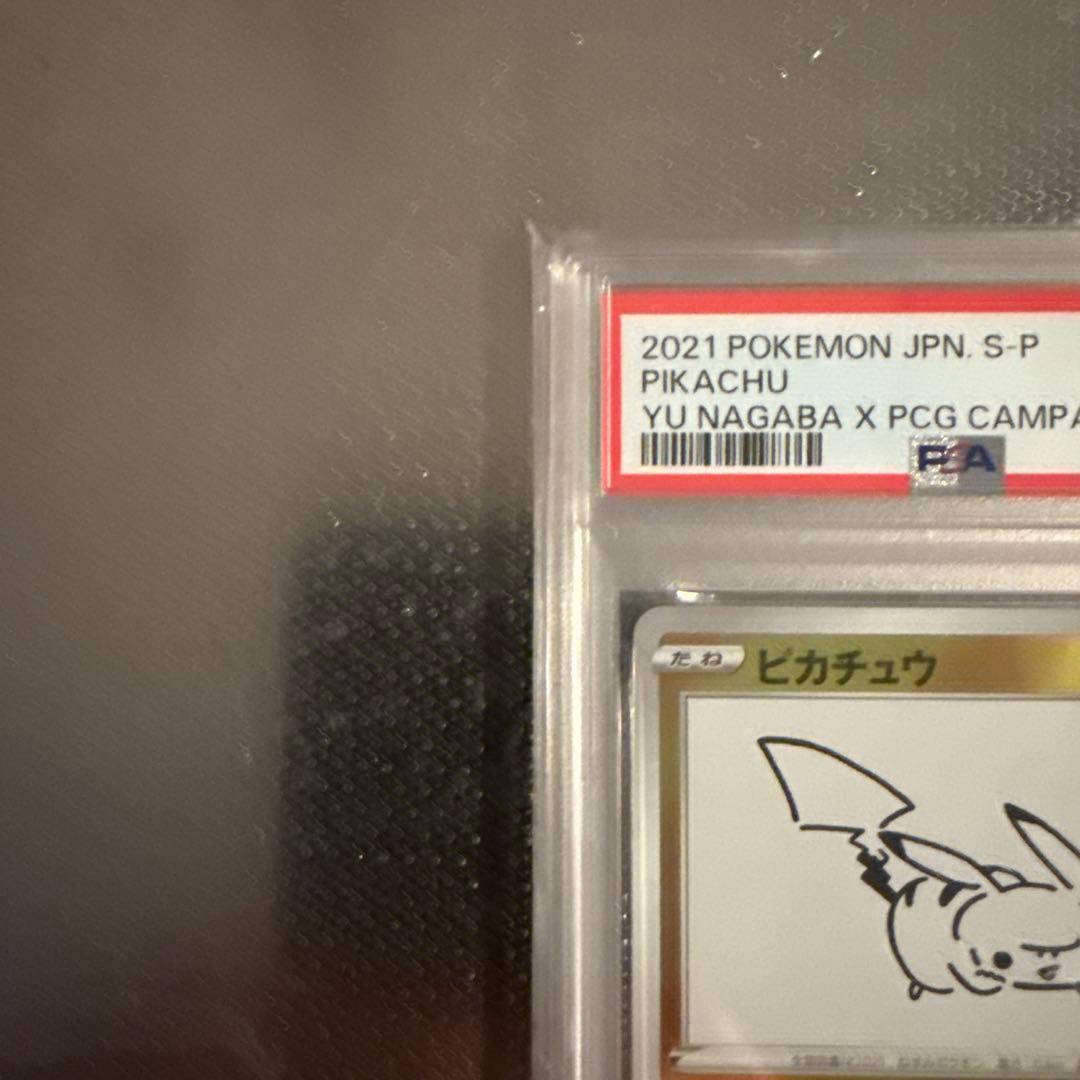 2021 POKEMON JPN. S-P
PIKACHU
YU NAGABA X PCG CAMPA
PSA
たね ピカチュウ